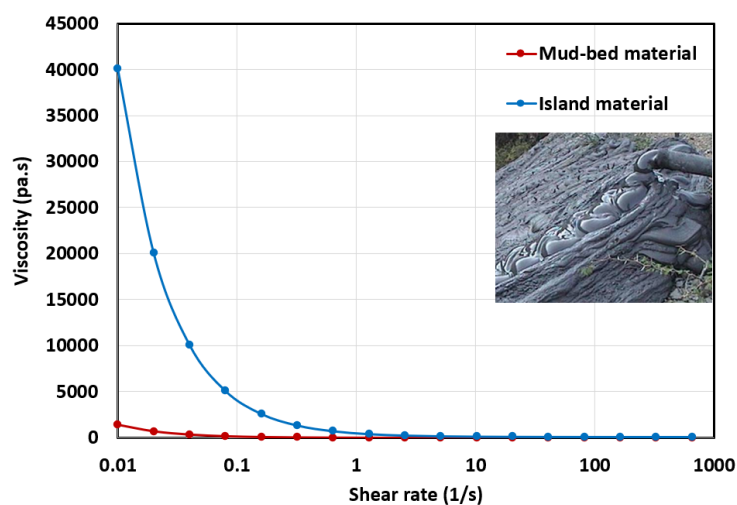 45000
40000
35000
30000
25000
20000
15000
10000
5000
0
Viscosity (pa.s)
Mud-bed material
Island material
0.01 0.1 1 10 100 1000
Shear rate (1/s)